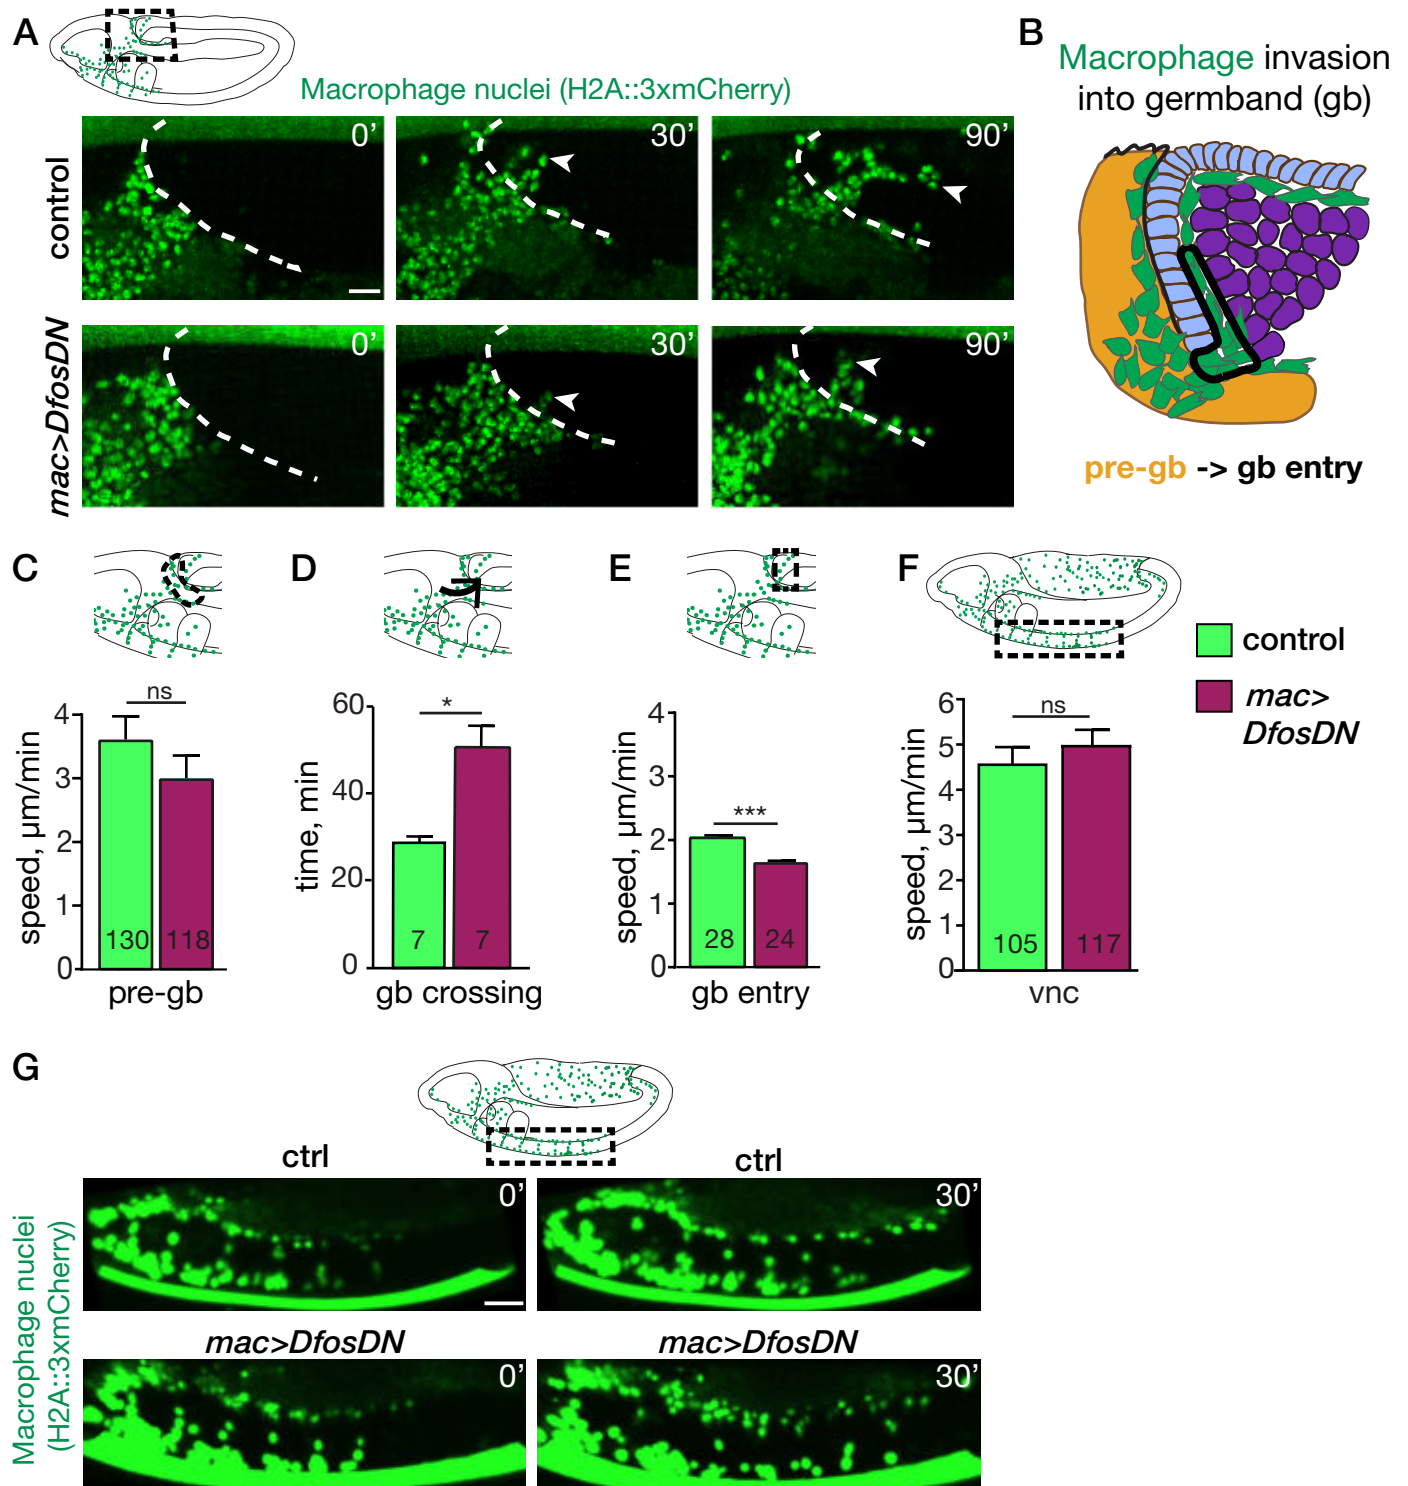 A
Macrophage nuclei (H2A::3xmCherry)
control
0’
30’
90’
mac>DfosDN
0’
30’
90’
B
Macrophage invasion
into germband (gb)
pre-gb -> gb entry
C
ns
speed, µm/min
4
3
2
1
0
130
118
pre-gb
D
*
time, min
60
40
20
0
7
7
gb crossing
E
***
speed, µm/min
4
3
2
1
0
28
24
gb entry
F
ns
speed, µm/min
6
5
4
3
2
1
0
105
117
vnc
control
mac>
DfosDN
G
Macrophage nuclei
(H2A::3xmCherry)
ctrl
0’
ctrl
30’
mac>DfosDN
0’
mac>DfosDN
30’